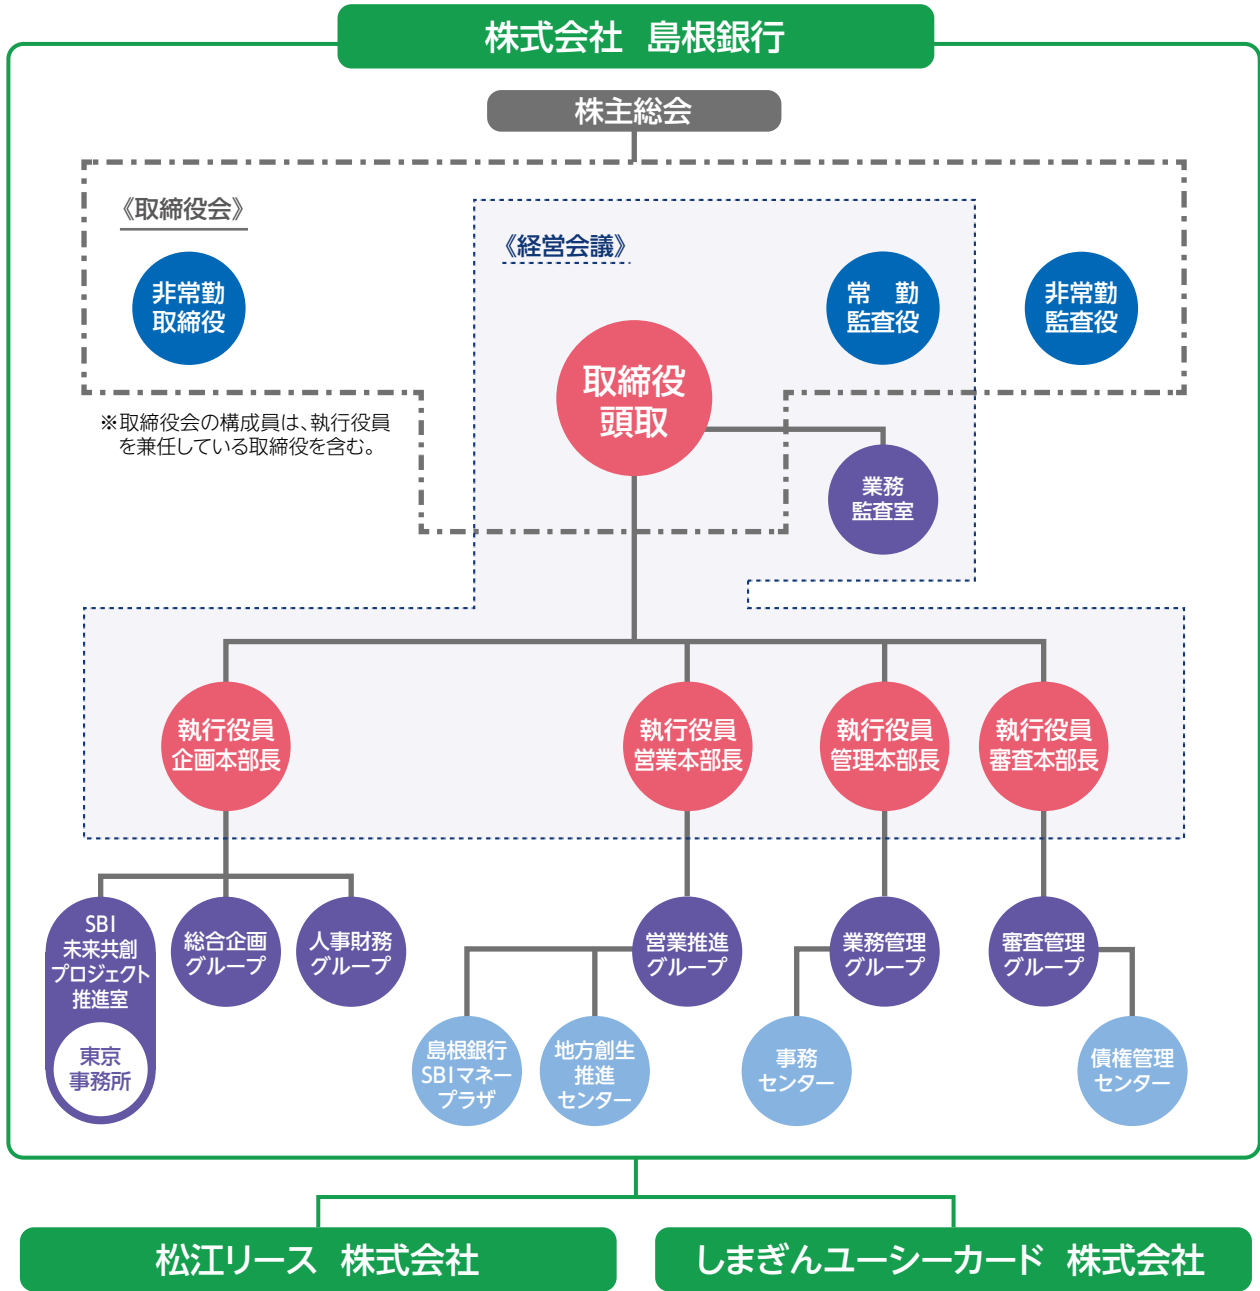 株式会社　島根銀行
株主総会
《取締役会》
《経営会議》
非常勤
取締役
常　勤
監査役
非常勤
監査役
取締役
頭取
※取締役会の構成員は、執行役員
を兼任している取締役を含む。
業務
監査室
執行役員
企画本部長
執行役員
営業本部長
執行役員
管理本部長
執行役員
審査本部長
SBI
未来共創
プロジェクト
推進室
東京
事務所
総合企画
グループ
人事財務
グループ
営業推進
グループ
業務管理
グループ
審査管理
グループ
島根銀行
SBIマネー
プラザ
地方創生
推進
センター
事務
センター
債権管理
センター
松江リース　株式会社
しまぎんユーシーカード　株式会社